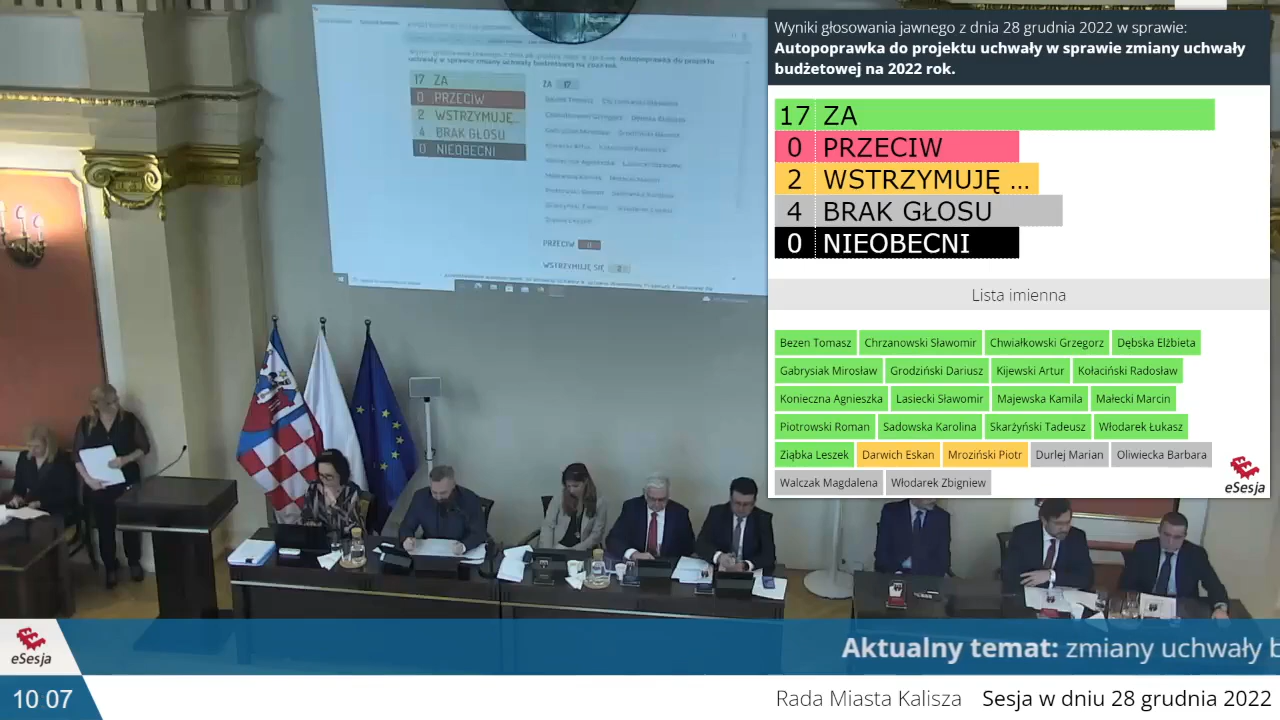 Wyniki głosowania jawnego z dnia 28 grudnia 2022 w sprawie:
Autopoprawka do projektu uchwały w sprawie zmiany uchwały
budżetowej na 2022 rok.
17 ZA
0 PRZECIW
2 WSTRZYMUJĘ ...
4 BRAK GŁOSU
0 NIEOBECNI
Lista imienna
Bezen Tomasz Chrzanowski Sławomir Chwiałkowski Grzegorz Dębska Elżbieta
Gabrysiak Mirosław Grodziński Dariusz Kijewski Artur Kołaciński Radosław
Konieczna Agnieszka Lasiecki Sławomir Majewska Kamila Małecki Marcin
Piotrowski Roman Sadowska Karolina Skarżyński Tadeusz Włodarek Łukasz
Ziąbka Leszek Darwich Eskan Mroziński Piotr Durlej Marian Oliwiecka Barbara
Walczak Magdalena Włodarek Zbigniew
eSesja
17 ZA
0 PRZECIW
2 WSTRZYMUJĘ...
4 BRAK GŁOSU
0 NIEOBECNI
ZA 17
PRZECIW 0
WSTRZYMUJĘ SIĘ 2
eSesja
Aktualny temat: zmiany uchwały b
10 07
Rada Miasta Kalisza Sesja w dniu 28 grudnia 2022